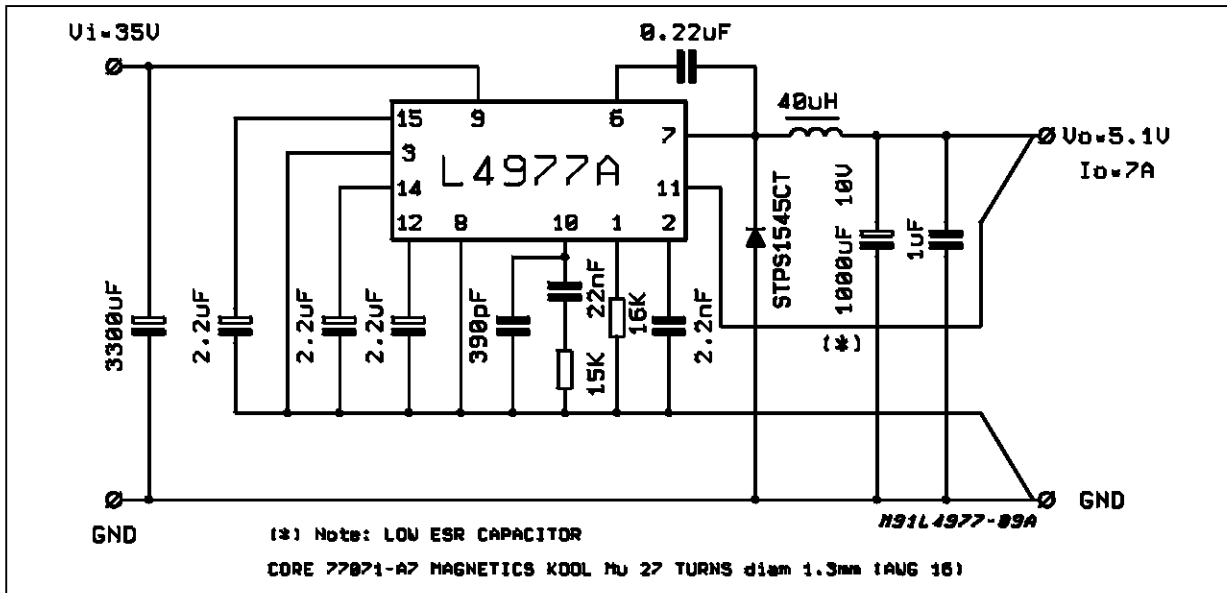 Vi=35V
0.22uF
40uH
15
9
6
7
Vo=5.1V
3
L4977A
Io=7A
14
11
12
8
10
1
2
3300uF
2.2uF
2.2uF
2.2uF
390pF
22nF
15K
16K
2.2nF
STPS1545CT
1000uF 10V
1uF
(*)
GND
GND
M91L4977-09A
(*) Note: LOW ESR CAPACITOR
CORE 77071-A7 MAGNETICS KOOL Mu 27 TURNS diam 1.3mm (AWG 16)